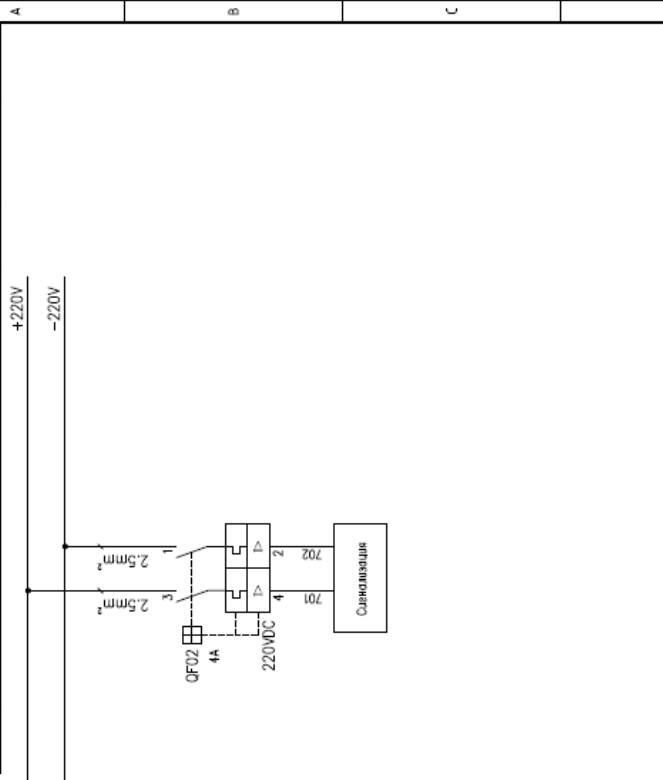 A
B
C
+220V
-220V
2.5mm²
1
2
702
2.5mm²
3
4
701
QF02
4A
220VDC
Сигнализация